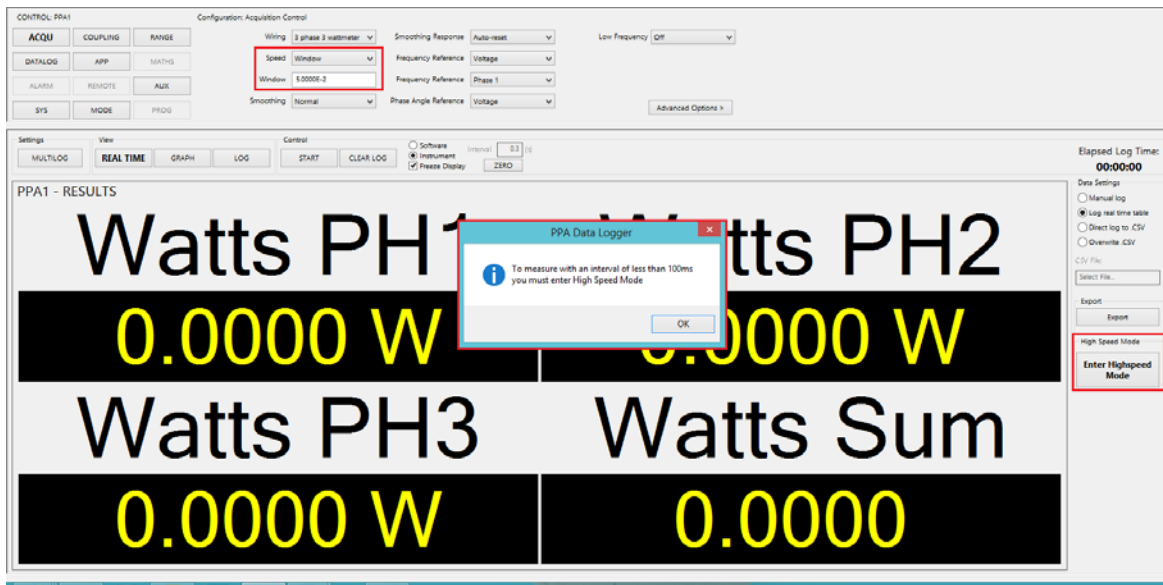 CONTROL: PPA1
Configuration: Acquisition Control
ACQU COUPLING RANGE
Wiring 3 phase 3 wattmeter Smoothing Response Auto-reset Low Frequency Off
DATALOG APP MATHS
Speed Window Frequency Reference Voltage
ALARM REMOTE AUX
Window 5.0000E-2 Frequency Reference Phase 1
SYS MODE PROG
Smoothing Normal Phase Angle Reference Voltage Advanced Options >
Settings View Control
MULTILOG REAL TIME GRAPH LOG START CLEAR LOG
Software Interval 0.3 (s)
Instrument
Freeze Display ZERO
Elapsed Log Time:
00:00:00
PPA1 - RESULTS
Watts PH1
tts PH2
0.0000 W
0.0000 W
Watts PH3
Watts Sum
0.0000 W
0.0000
PPA Data Logger
To measure with an interval of less than 100ms
you must enter High Speed Mode
OK
Data Settings
Manual log
Log real time table
Direct log to .CSV
Overwrite .CSV
CSV File:
Select File...
Export
Export
High Speed Mode
Enter Highspeed
Mode